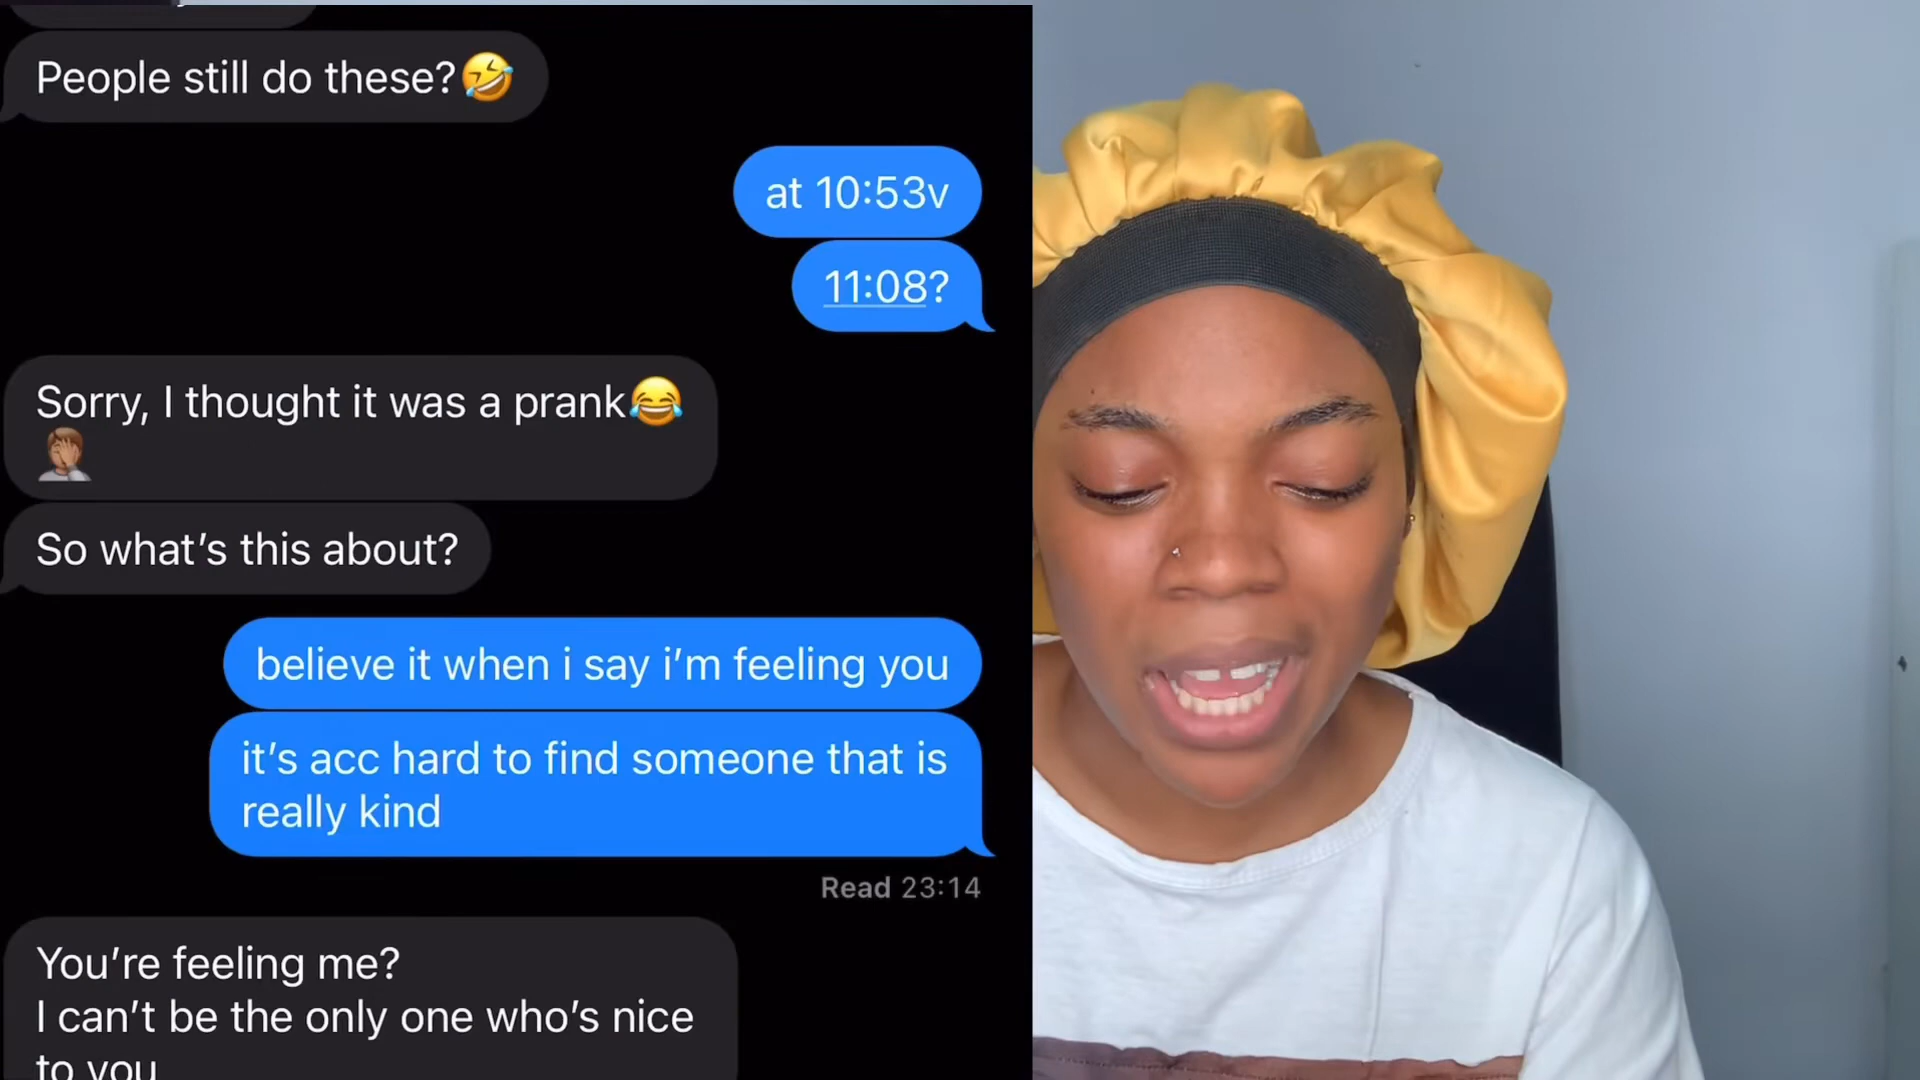 People still do these?🤣
at 10:53v
11:08?
Sorry, I thought it was a prank😂
🤦🏽‍♂️
So what's this about?
believe it when i say i'm feeling you
it's acc hard to find someone that is
really kind
Read 23:14
You're feeling me?
I can't be the only one who's nice
to you